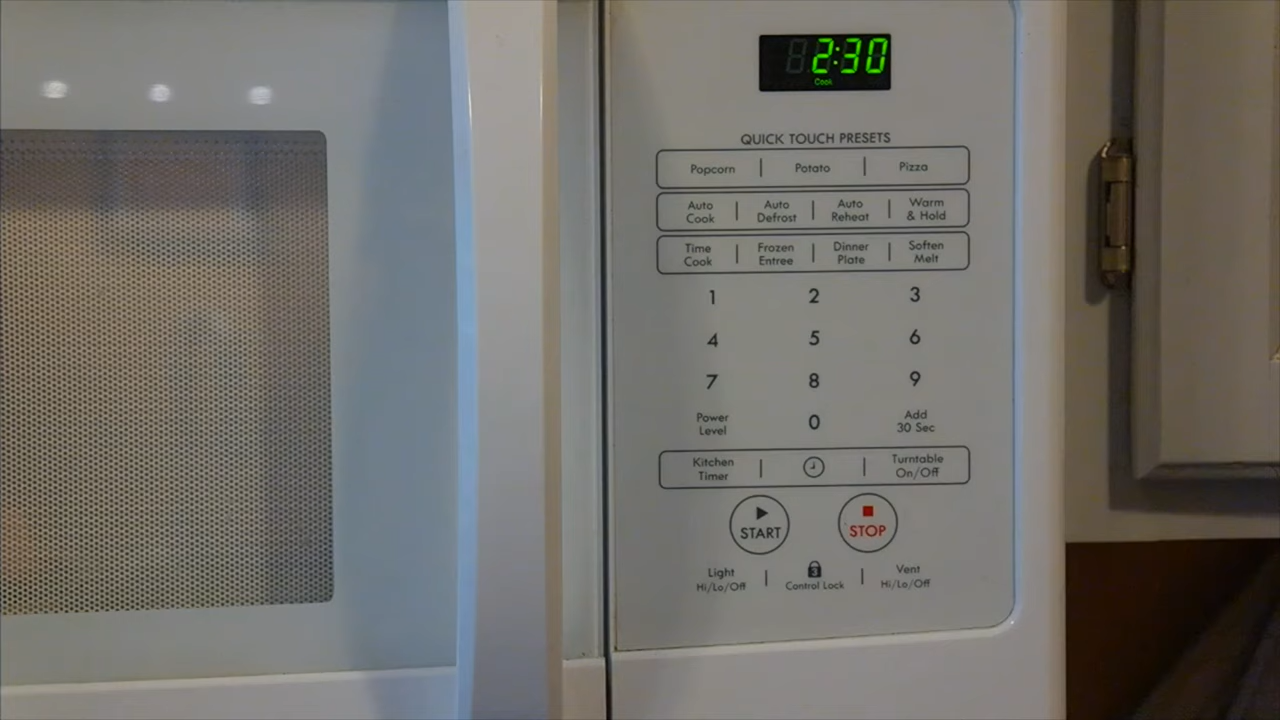 2:30
Cook
QUICK TOUCH PRESETS
Popcorn | Potato | Pizza
Auto Cook | Auto Defrost | Auto Reheat | Warm & Hold
Time Cook | Frozen Entree | Dinner Plate | Soften Melt
1 2 3
4 5 6
7 8 9
Power Level 0 Add 30 Sec
Kitchen Timer | Turntable On/Off
START STOP
Light Hi/Lo/Off | 3 Control Lock | Vent Hi/Lo/Off